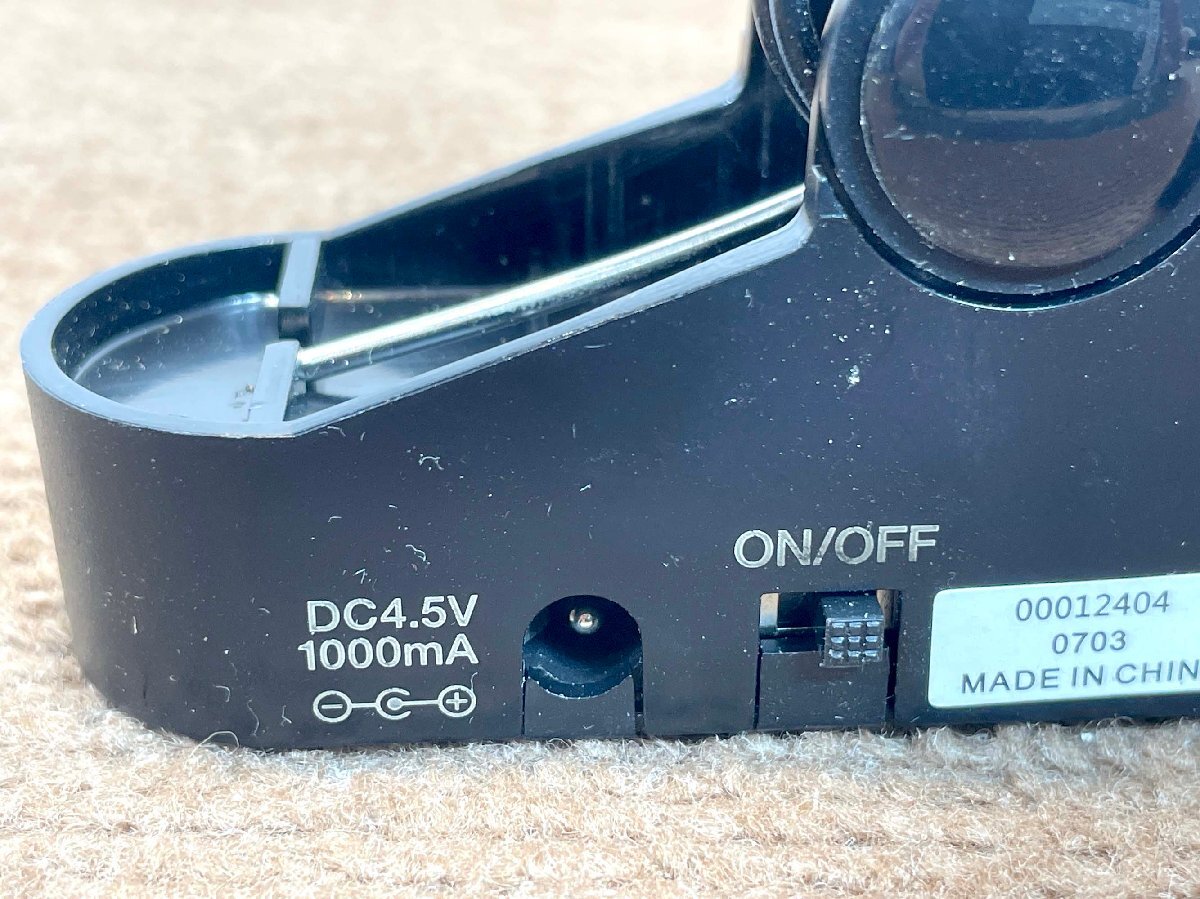 DC4.5V
1000mA
ON/OFF
00012404
0703
MADE IN CHIN